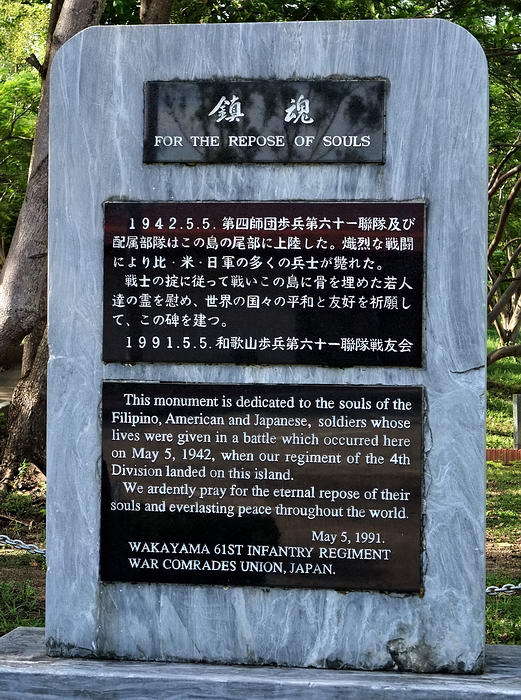 鎮魂
FOR THE REPOSE OF SOULS
1942.5.5. 第四師団歩兵第六十一聯隊及び
配属部隊はこの島の尾部に上陸した。熾烈な戦闘
により比・米・日軍の多くの兵士が斃れた。
戦士の掟に従って戦いこの島に骨を埋めた若人
達の霊を慰め、世界の国々の平和と友好を祈願し
て、この碑を建つ。
1991.5.5. 和歌山歩兵第六十一聯隊戦友会
This monument is dedicated to the souls of the
Filipino, American and Japanese, soldiers whose
lives were given in a battle which occurred here
on May 5, 1942, when our regiment of the 4th
Division landed on this island.
We ardently pray for the eternal repose of their
souls and everlasting peace throughout the world.
May 5, 1991.
WAKAYAMA 61ST INFANTRY REGIMENT
WAR COMRADES UNION, JAPAN.